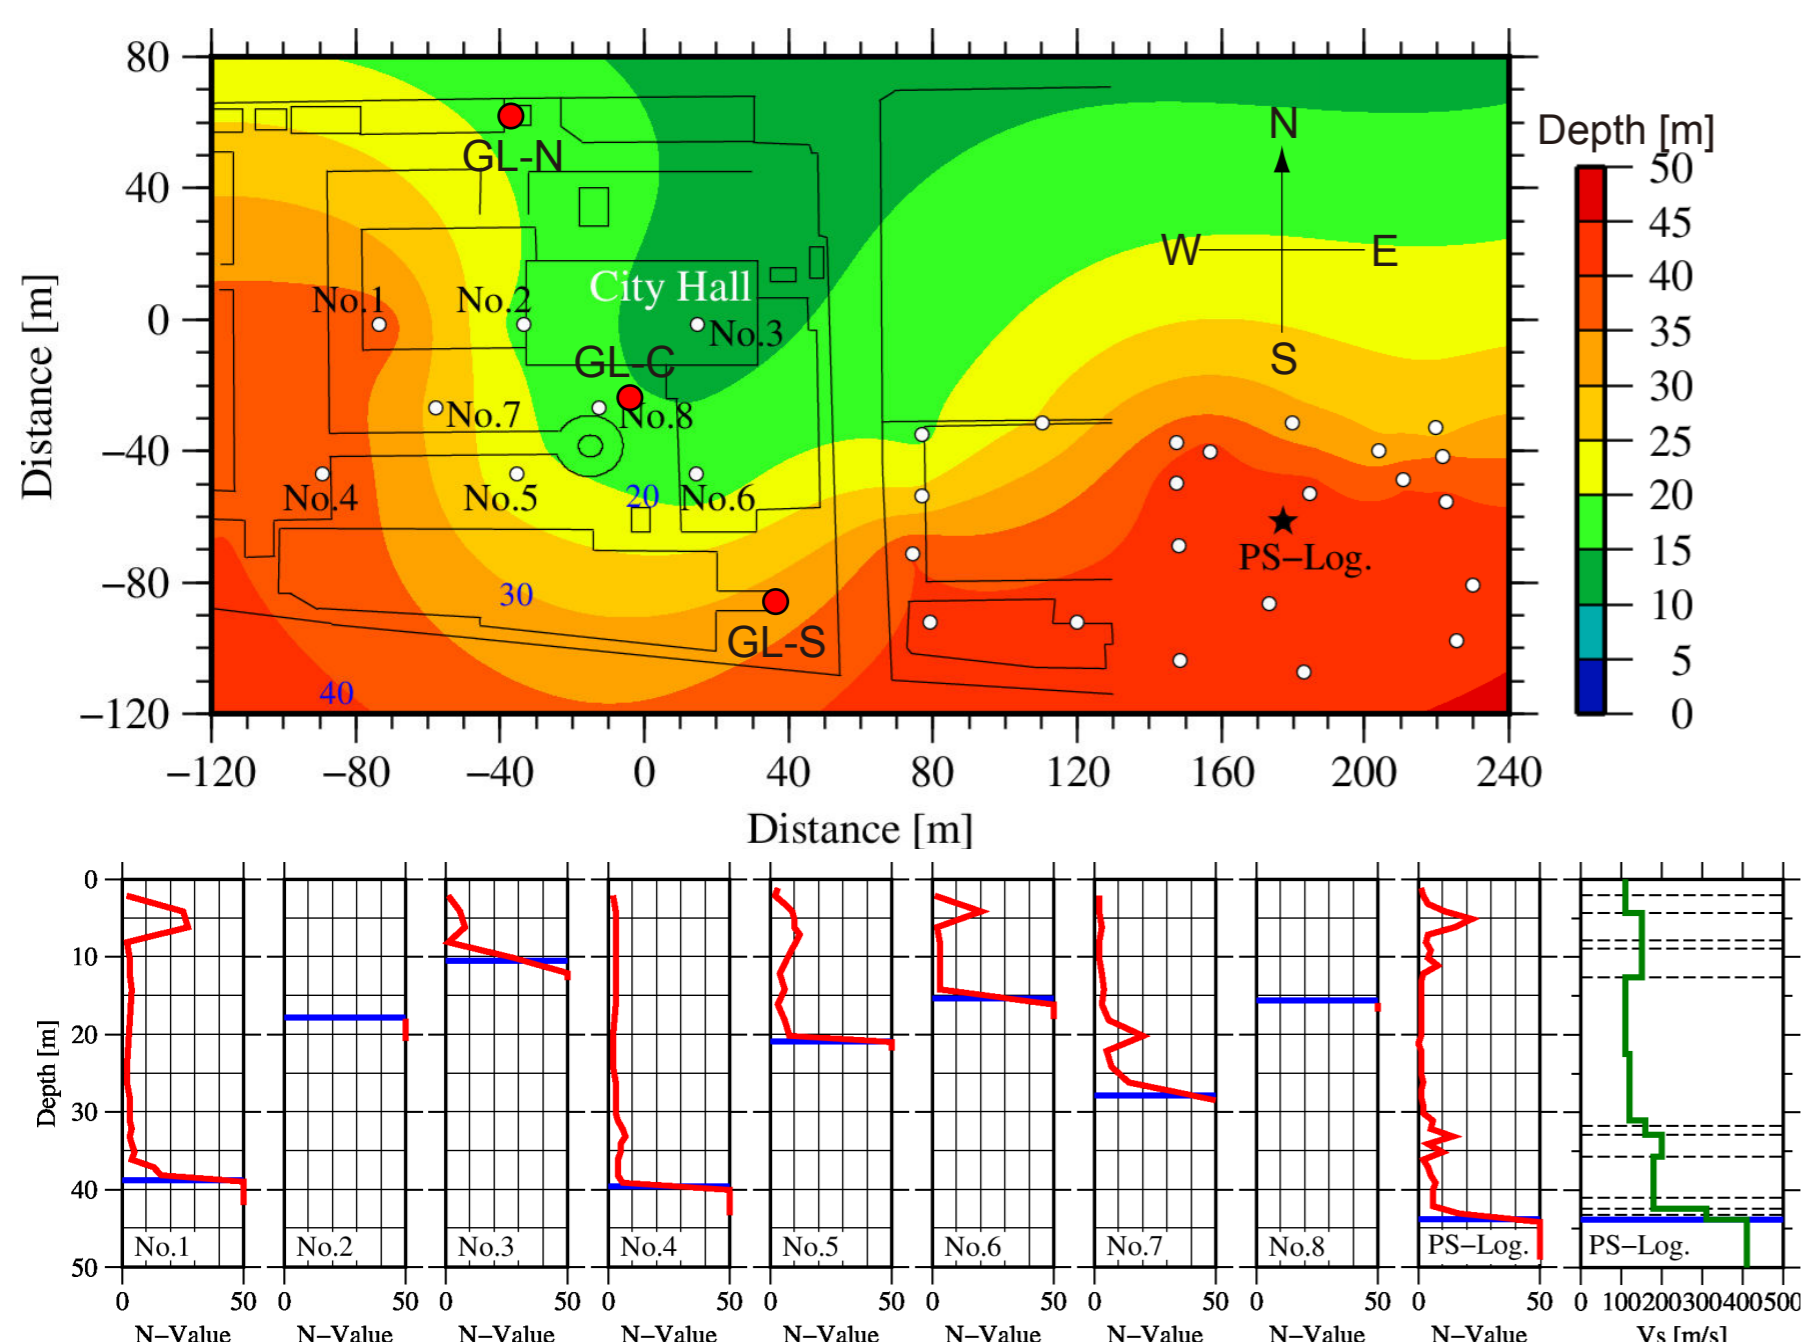 80
40
0
−40
−80
−120
Distance [m]
GL-N
No.1
No.2
City Hall
No.3
GL-C
No.7
No.8
No.4
No.5
20
No.6
30
GL-S
40
N
W
E
S
PS−Log.
−120 −80 −40 0 40 80 120 160 200 240
Distance [m]
Depth [m]
50
45
40
35
30
25
20
15
10
5
0
0
10
20
30
40
50
Depth [m]
No.1 No.2 No.3 No.4 No.5 No.6 No.7 No.8 PS−Log. PS−Log.
0 50 0 50 0 50 0 50 0 50 0 50 0 50 0 50 0 50 0 100 200 300 400 500
N−Value N−Value N−Value N−Value N−Value N−Value N−Value N−Value N−Value Vs [m/s]